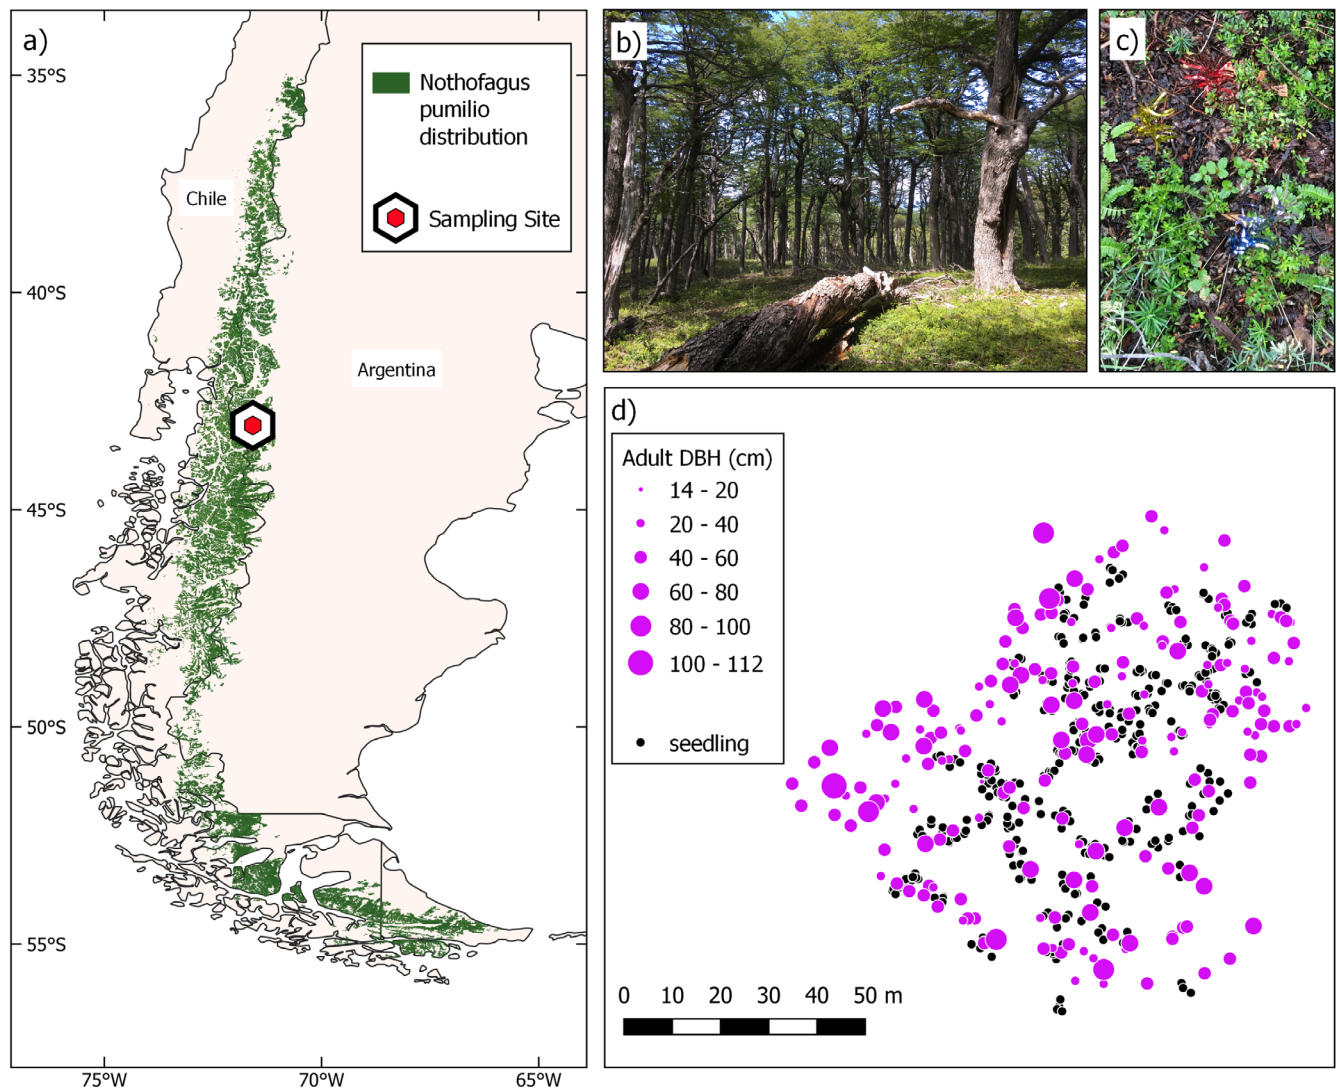 a)
35°S
40°S
45°S
50°S
55°S
75°W
70°W
65°W
Chile
Argentina
Nothofagus
pumilio
distribution
Sampling Site
b)
c)
d)
Adult DBH (cm)
14 - 20
20 - 40
40 - 60
60 - 80
80 - 100
100 - 112
seedling
0 10 20 30 40 50 m